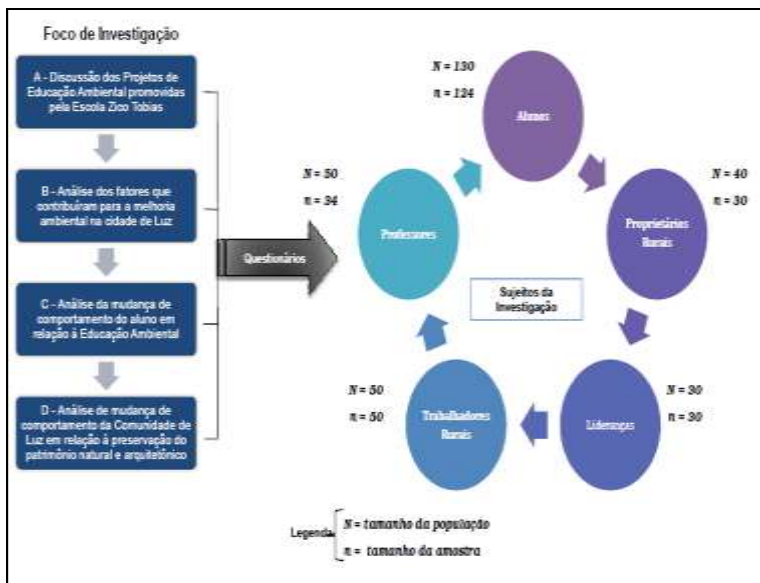 Foco de Investigação
A - Discussão dos Projetos de
Educação Ambiental promovidas
pela Escola Zico Tobias
B - Análise dos fatores que
contribuíram para a melhoria
ambiental na cidade de Luz
C - Análise da mudança de
comportamento do aluno em
relação à Educação Ambiental
D - Análise de mudança de
comportamento da Comunidade de
Luz em relação à preservação do
patrimônio natural e arquitetônico
Questionários
N = 130
n = 124
Alunos
N = 40
n = 30
Proprietários
Rurais
N = 30
n = 30
Lideranças
N = 50
n = 50
Trabalhadores
Rurais
N = 50
n = 34
Professores
Sujeitos da
Investigação
Legenda
N = tamanho da população
n = tamanho da amostra